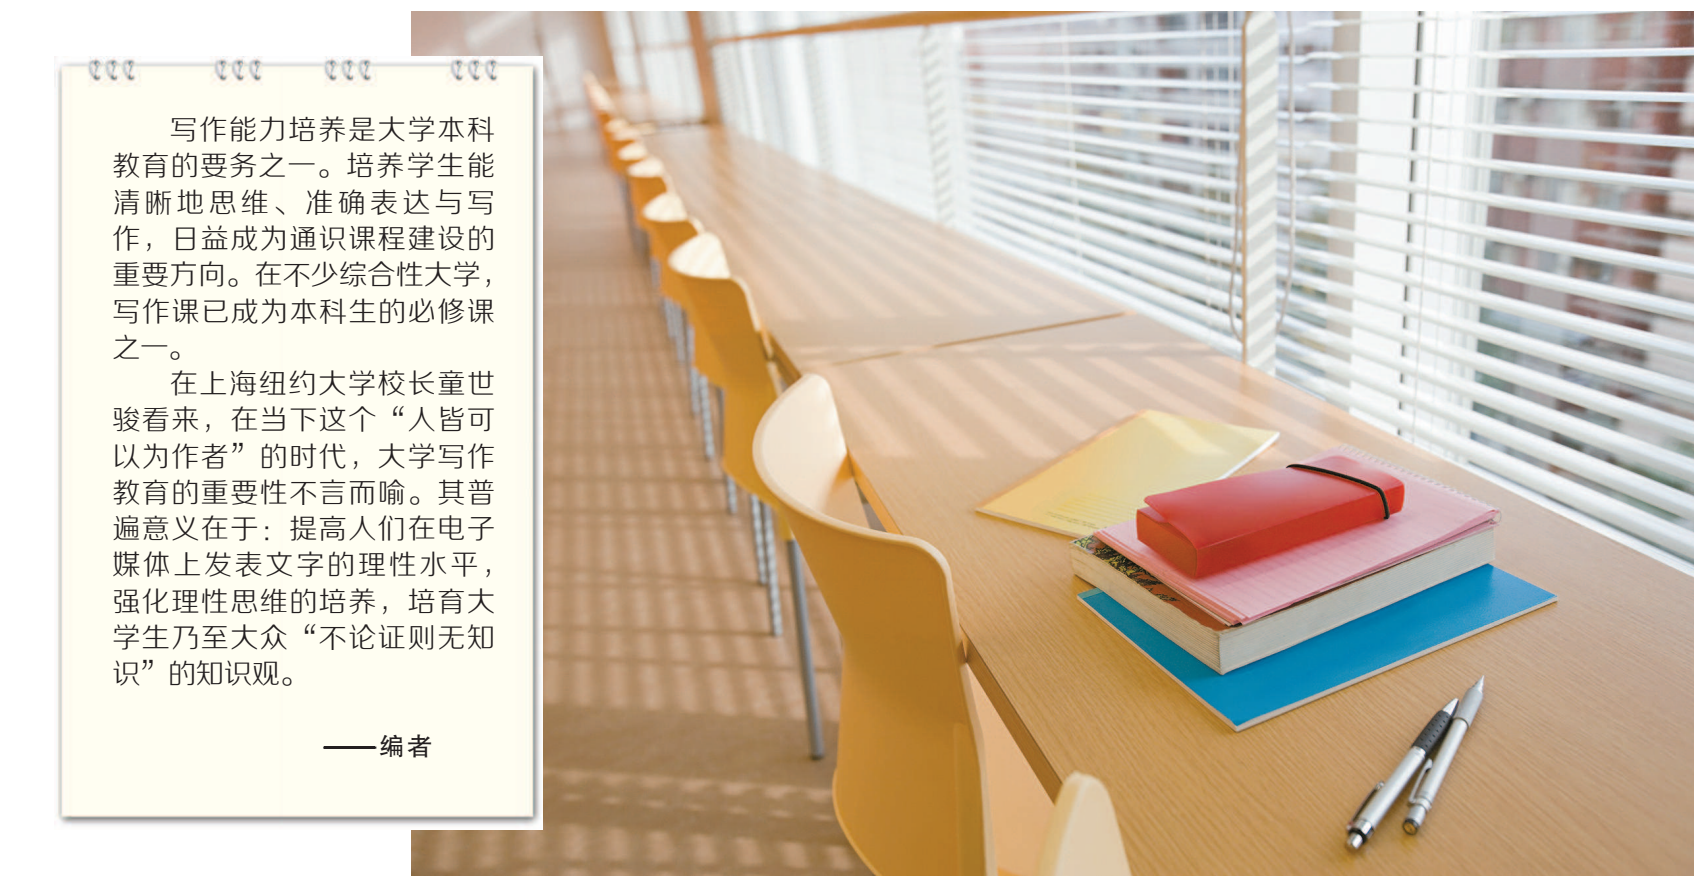 写作能力培养是大学本科
教育的要务之一。培养学生能
清晰地思维、准确表达与写
作，日益成为通识课程建设的
重要方向。在不少综合性大学，
写作课已成为本科生的必修课
之一。
在上海纽约大学校长童世
骏看来，在当下这个“人皆可
以为作者”的时代，大学写作
教育的重要性不言而喻。其普
遍意义在于：提高人们在电子
媒体上发表文字的理性水平，
强化理性思维的培养，培育大
学生乃至大众“不论证则无知
识”的知识观。
——编者